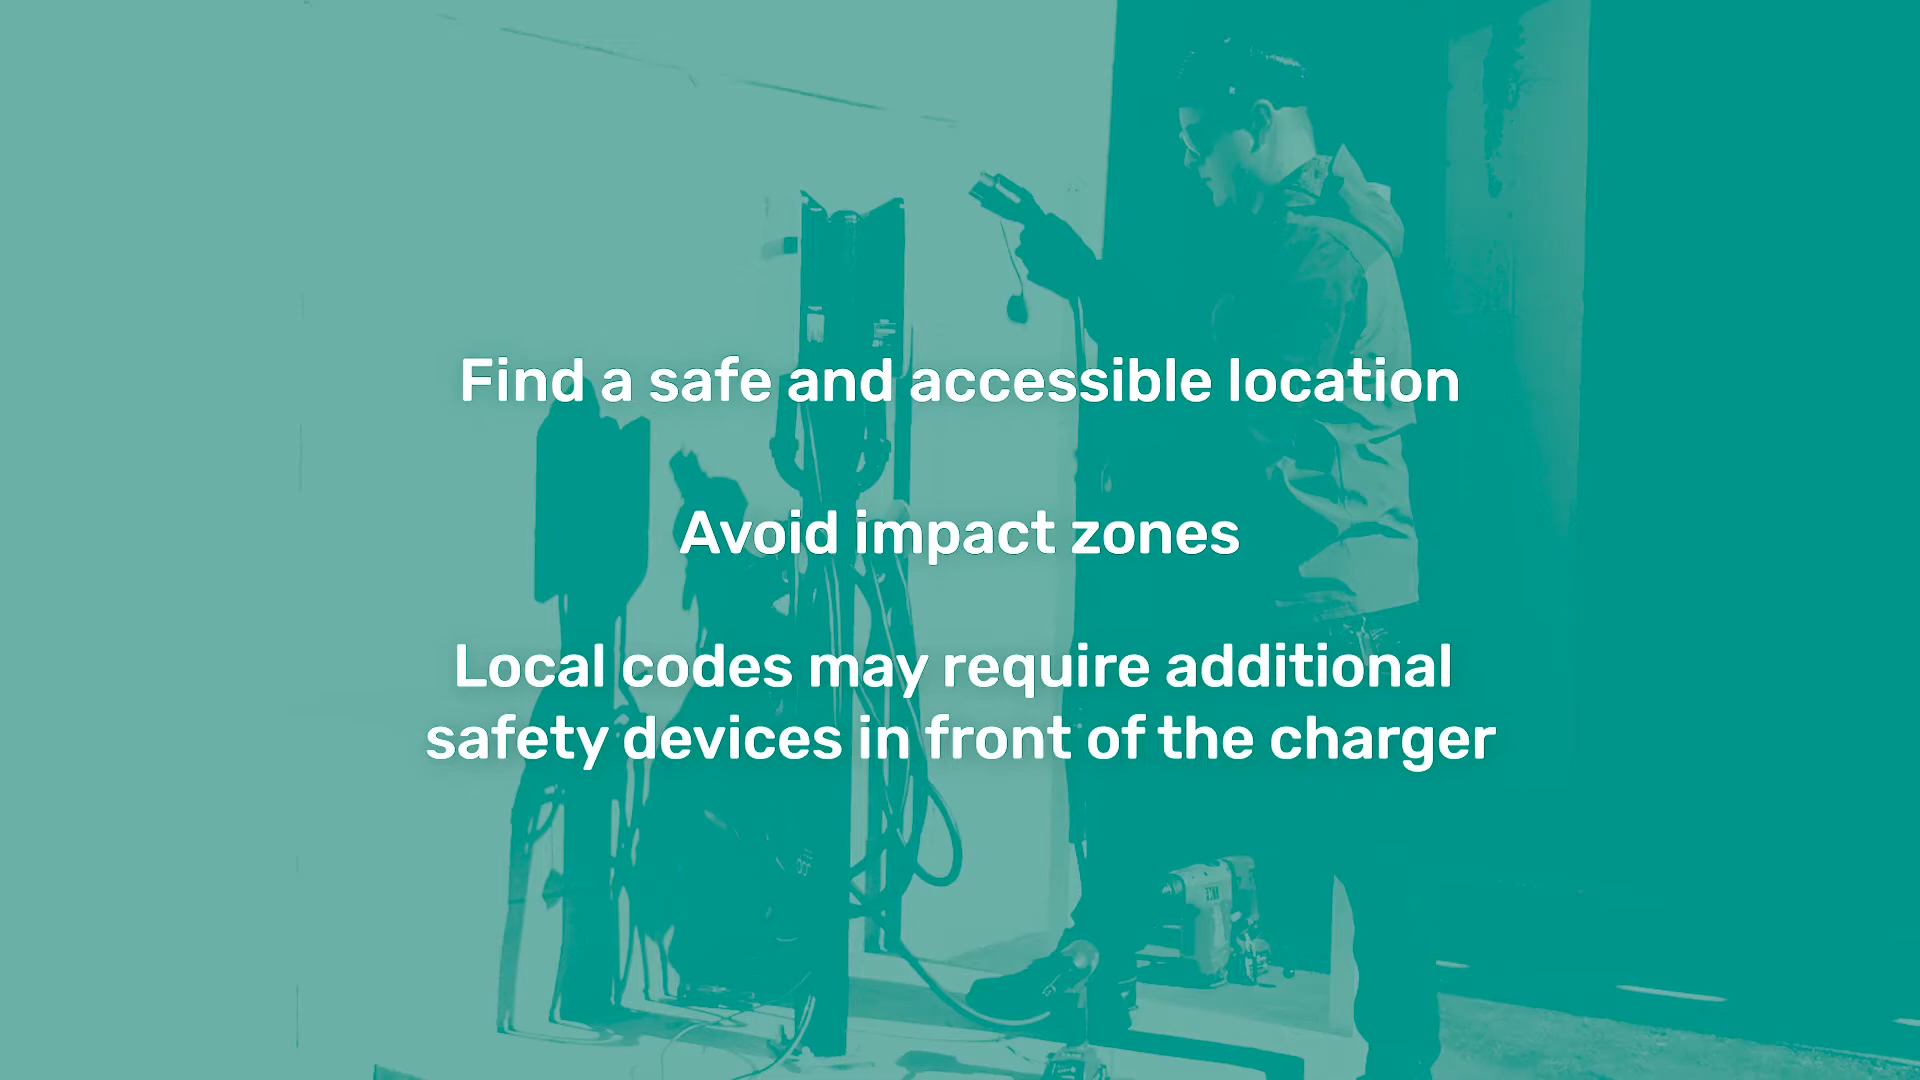 Find a safe and accessible location
Avoid impact zones
Local codes may require additional
safety devices in front of the charger